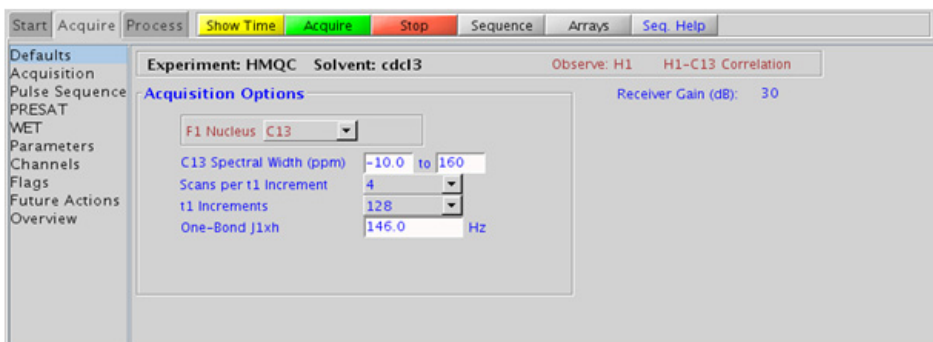 Start Acquire Process Show Time Acquire Stop Sequence Arrays Seq. Help
Defaults
Acquisition
Pulse Sequence
PRESAT
WET
Parameters
Channels
Flags
Future Actions
Overview
Experiment: HMQC Solvent: cdcl3 Observe: H1 H1-C13 Correlation
Acquisition Options Receiver Gain (dB): 30
F1 Nucleus C13
C13 Spectral Width (ppm) -10.0 to 160
Scans per t1 Increment 4
t1 Increments 128
One-Bond J1xh 146.0 Hz